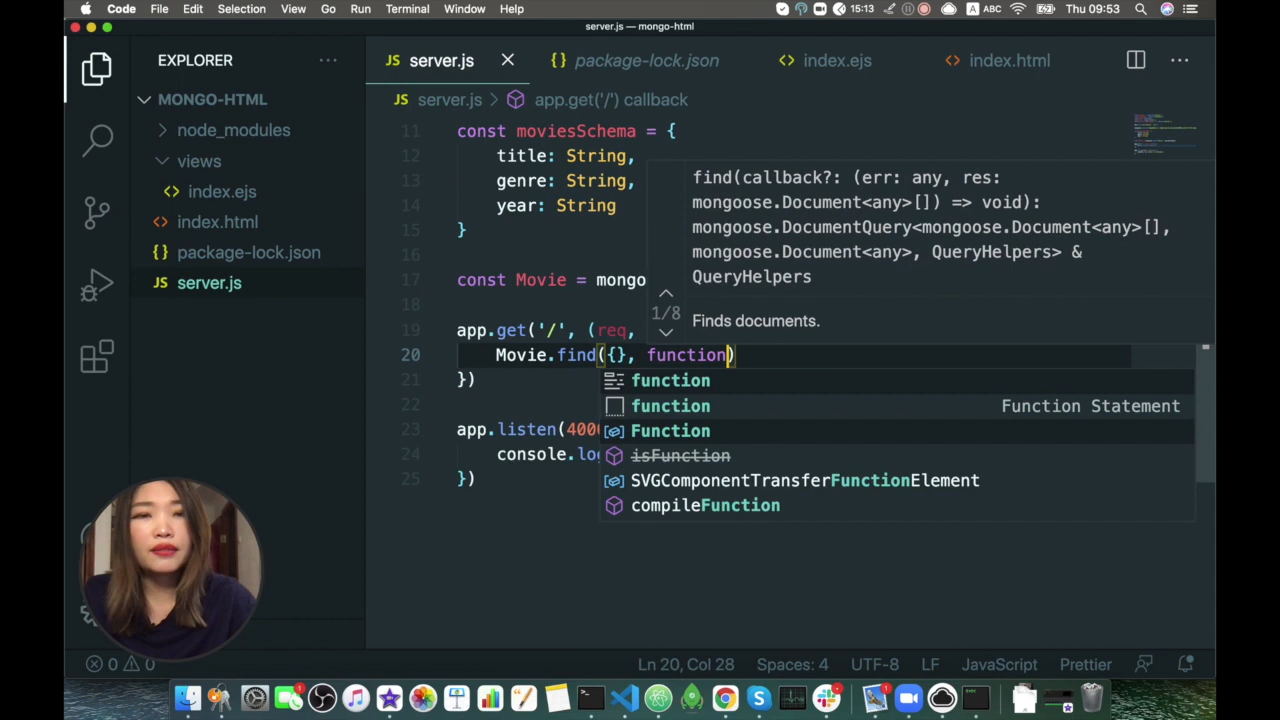 Code File Edit Selection View Go Run Terminal Window Help 15:13 A ABC Thu 09:53
server.js — mongo-html
EXPLORER
JS server.js
{} package-lock.json
<> index.ejs
<> index.html
MONGO-HTML
node_modules
views
<> index.ejs
<> index.html
{} package-lock.json
JS server.js
JS server.js > app.get('/') callback
11 const moviesSchema = {
12 title: String,
13 genre: String,
14 year: String
15 }
16
17 const Movie = mongo
18
19 app.get('/', (req,
20 Movie.find({}, function)
21 })
22
23 app.listen(4000
24 console.log
25 })
find(callback?: (err: any, res:
mongoose.Document<any>[]) => void):
mongoose.DocumentQuery<mongoose.Document<any>[],
mongoose.Document<any>, QueryHelpers> &
QueryHelpers
1/8
Finds documents.
function
function Function Statement
Function
isFunction
SVGComponentTransferFunctionElement
compileFunction
0 0 Ln 20, Col 28 Spaces: 4 UTF-8 LF JavaScript Prettier